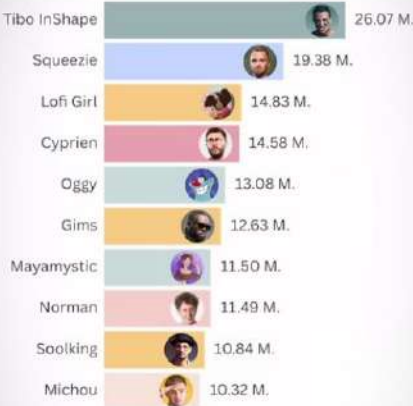 Tibo InShape 26.07 M.
Squeezie 19.38 M.
Lofi Girl 14.83 M.
Cyprien 14.58 M.
Oggy 13.08 M.
Gims 12.63 M.
Mayamystic 11.50 M.
Norman 11.49 M.
Soolking 10.84 M.
Michou 10.32 M.